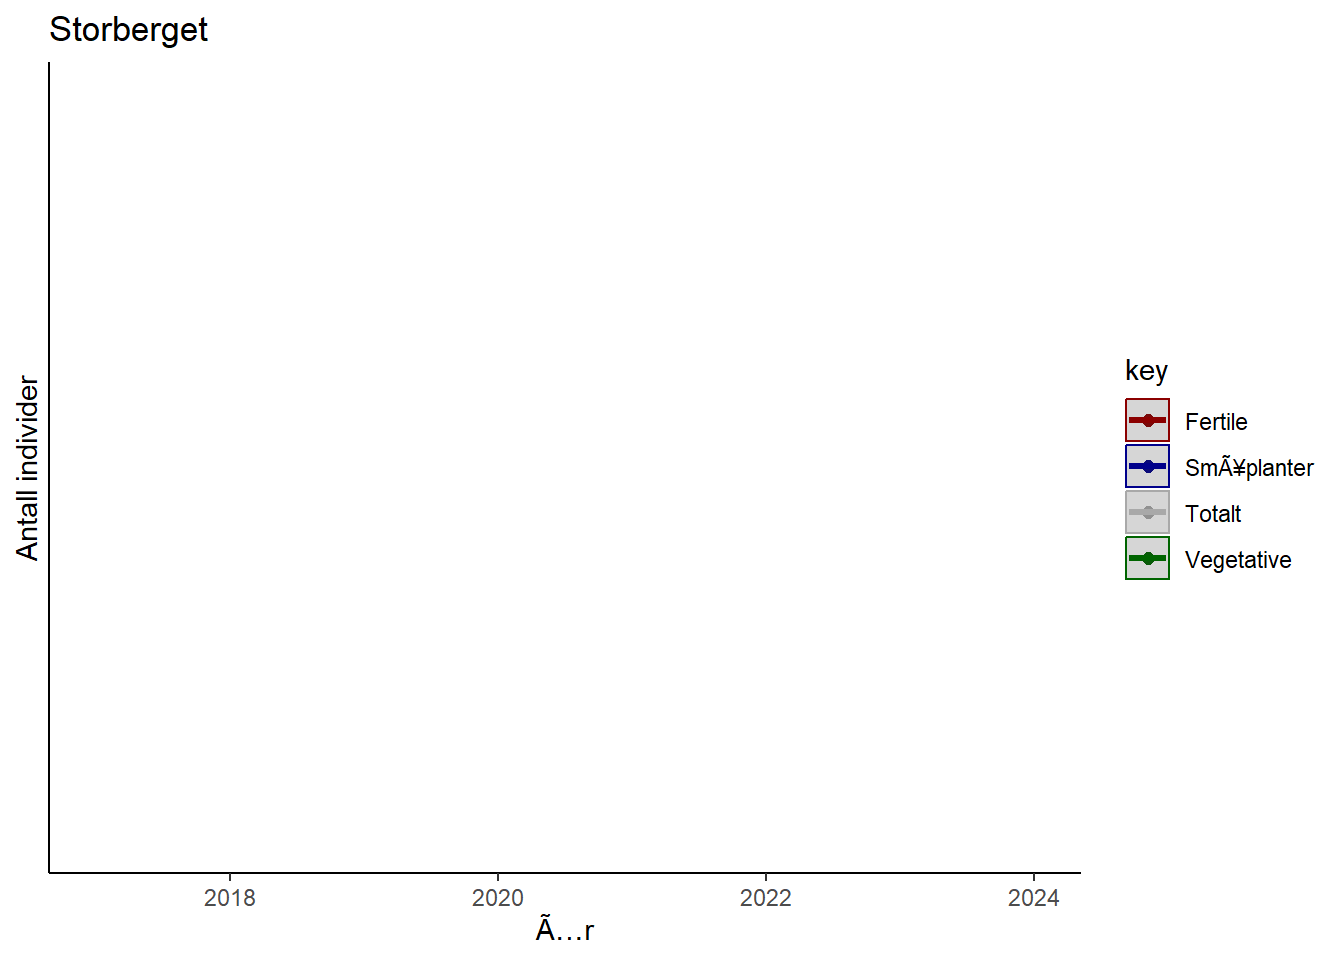 Storberget
Antall individer
key
Fertile
SmÃ¥planter
Totalt
Vegetative
2018 2020 2022 2024
Ã…r